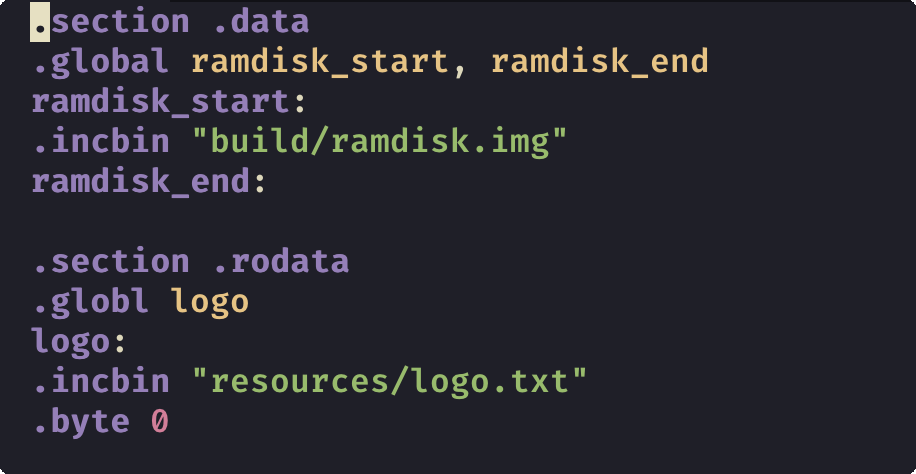 .section .data
.global ramdisk_start, ramdisk_end
ramdisk_start:
.incbin "build/ramdisk.img"
ramdisk_end:
.section .rodata
.globl logo
logo:
.incbin "resources/logo.txt"
.byte 0